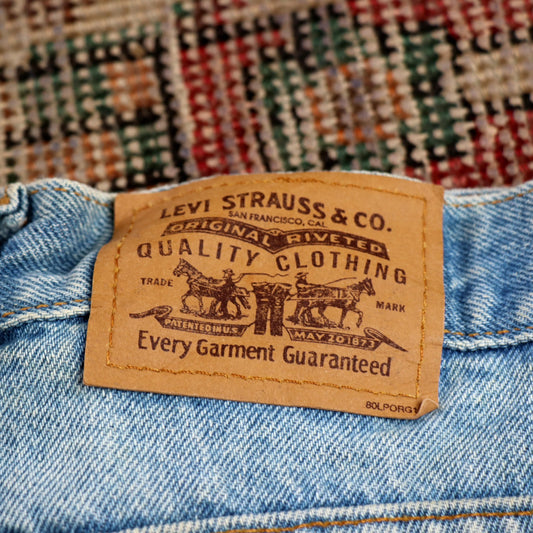 LEVI STRAUSS & CO.
SAN FRANCISCO, CAL
ORIGINAL RIVETED
QUALITY CLOTHING
TRADE MARK
PATENTED IN U.S. MAY 20 1873
Every Garment Guaranteed
80LPORG1